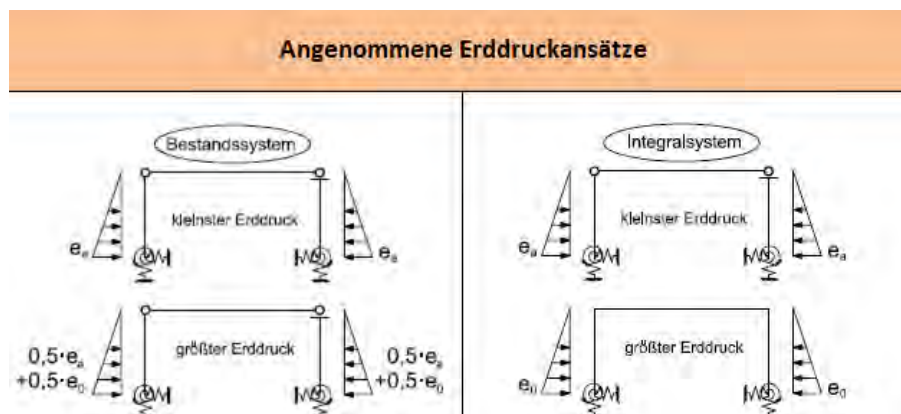 Angenommene Erddruckansätze
Bestandssystem
kleinster Erddruck
eₐ
eₐ
größter Erddruck
0,5·eₐ
+0,5·e₀
0,5·eₐ
+0,5·e₀
Integralsystem
kleinster Erddruck
eₐ
eₐ
größter Erddruck
e₀
e₀